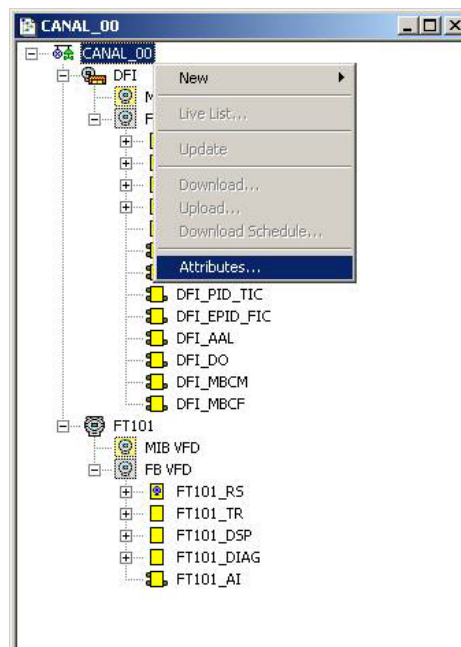 CANAL_00
CANAL_00
DFI
New
Live List...
Update
Download...
Upload...
Download Schedule...
Attributes...
DFI_PID_TIC
DFI_EPID_FIC
DFI_AAL
DFI_DO
DFI_MBCM
DFI_MBCF
FT101
MIB VFD
FB VFD
FT101_RS
FT101_TR
FT101_DSP
FT101_DIAG
FT101_AI